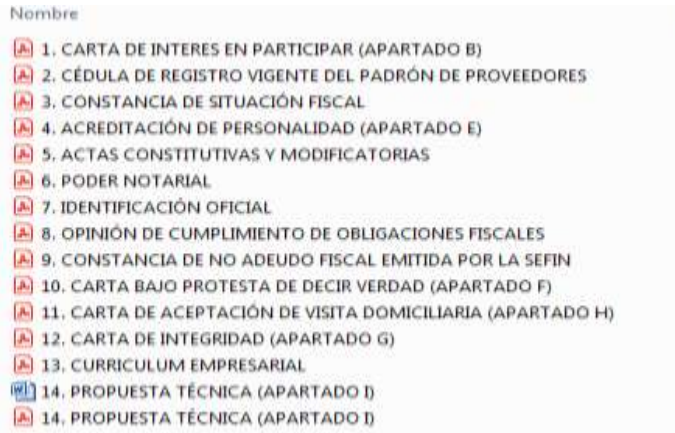 Nombre
1. CARTA DE INTERES EN PARTICIPAR (APARTADO B)
2. CÉDULA DE REGISTRO VIGENTE DEL PADRÓN DE PROVEEDORES
3. CONSTANCIA DE SITUACIÓN FISCAL
4. ACREDITACIÓN DE PERSONALIDAD (APARTADO E)
5. ACTAS CONSTITUTIVAS Y MODIFICATORIAS
6. PODER NOTARIAL
7. IDENTIFICACIÓN OFICIAL
8. OPINIÓN DE CUMPLIMIENTO DE OBLIGACIONES FISCALES
9. CONSTANCIA DE NO ADEUDO FISCAL EMITIDA POR LA SEFIN
10. CARTA BAJO PROTESTA DE DECIR VERDAD (APARTADO F)
11. CARTA DE ACEPTACIÓN DE VISITA DOMICILIARIA (APARTADO H)
12. CARTA DE INTEGRIDAD (APARTADO G)
13. CURRICULUM EMPRESARIAL
14. PROPUESTA TÉCNICA (APARTADO I)
14. PROPUESTA TÉCNICA (APARTADO I)